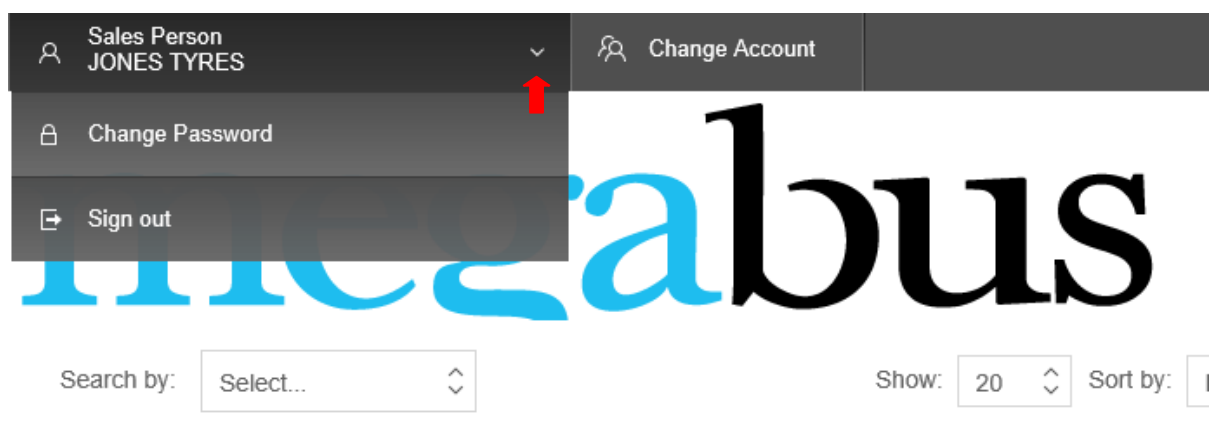 Sales Person
JONES TYRES
Change Account
Change Password
Sign out
megabus
Search by: Select...
Show: 20 Sort by: